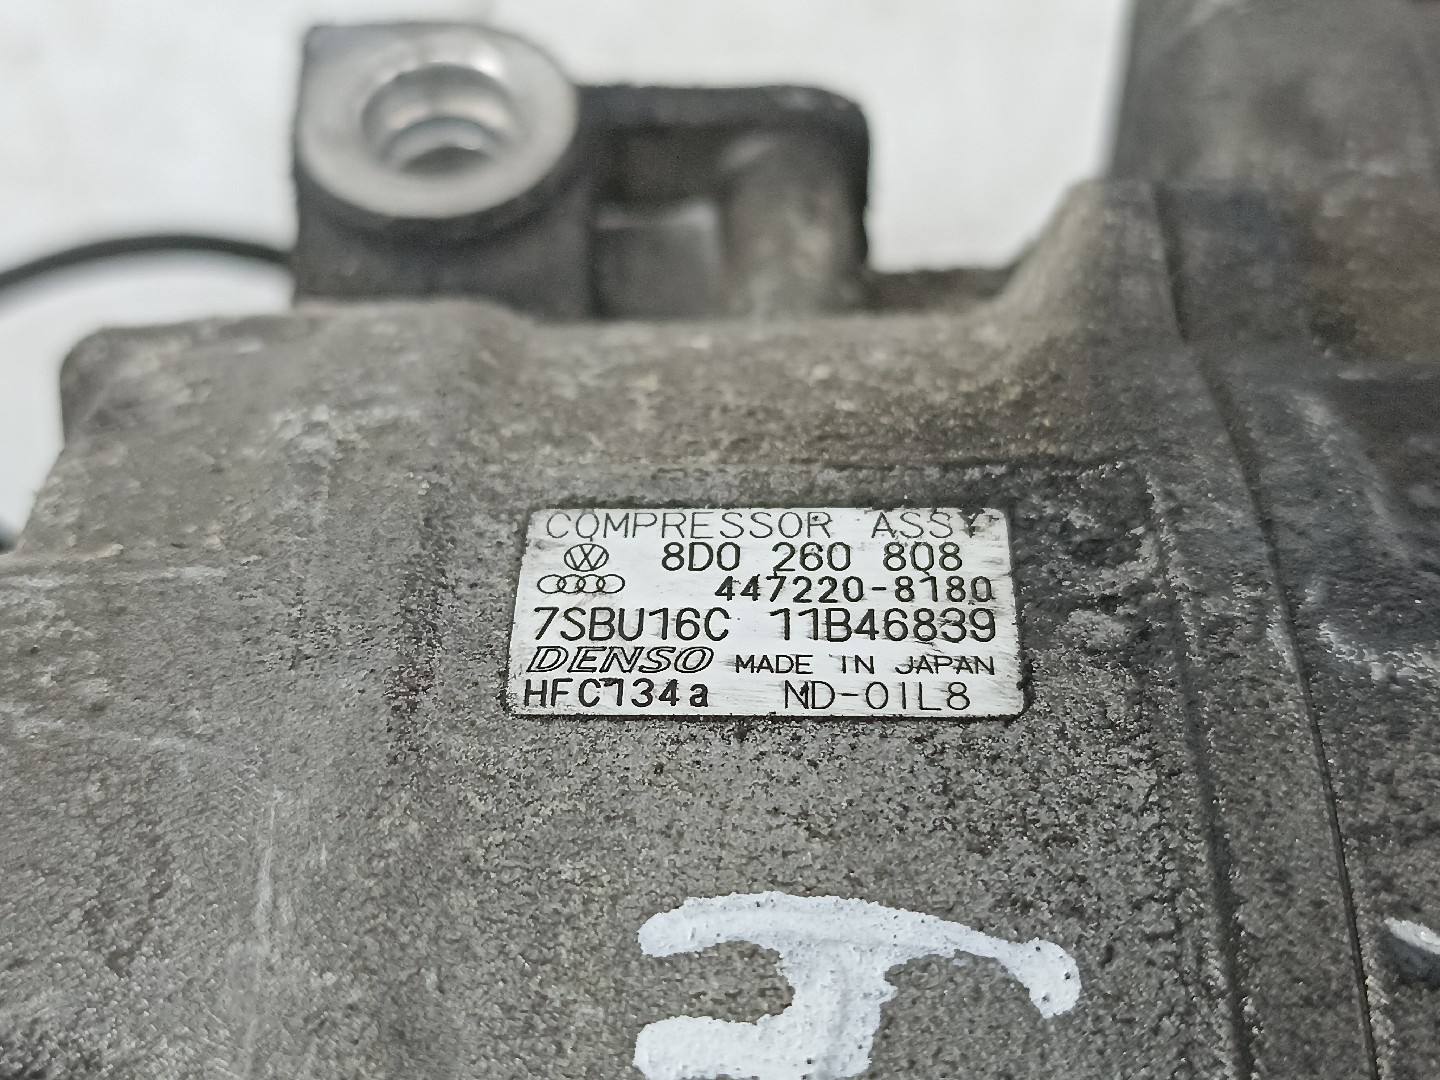 COMPRESSOR ASSY
8D0 260 808
447220-8180
7SBU16C 11B46839
DENSO MADE IN JAPAN
HFC134a ND-OIL8